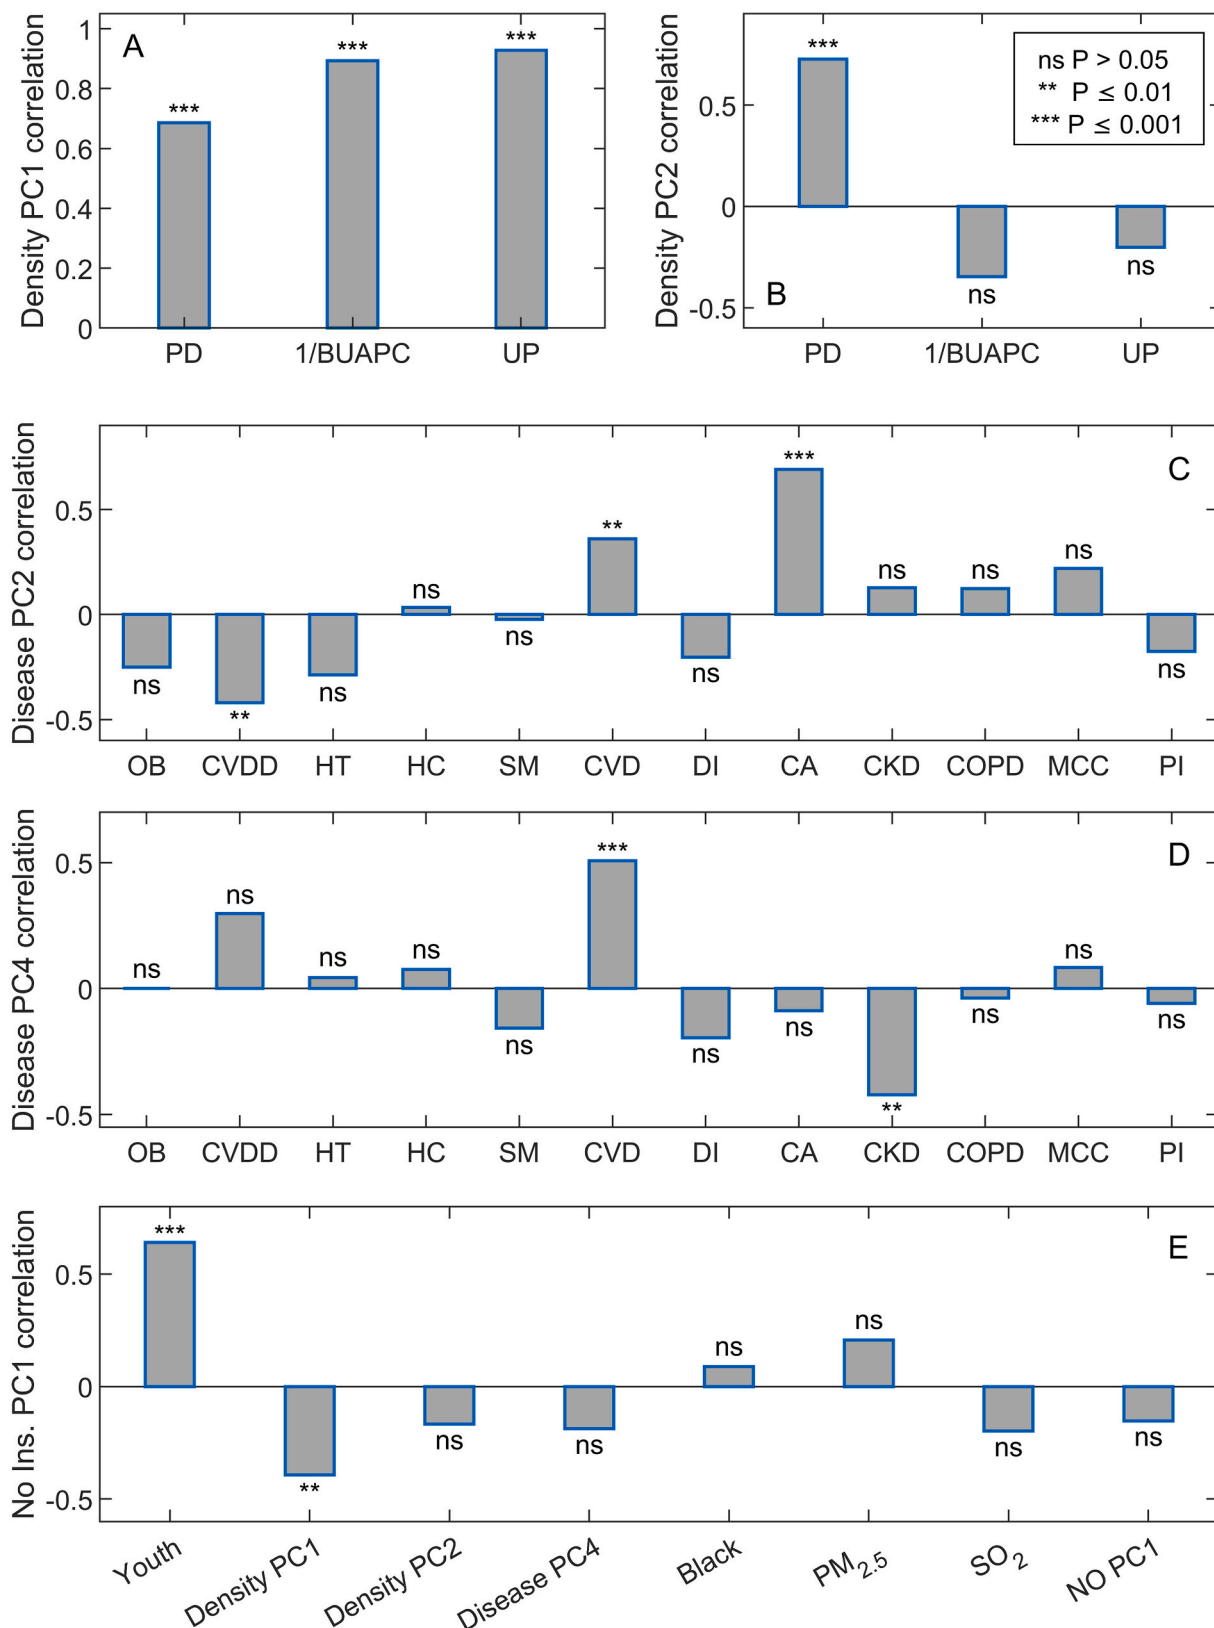 A
Density PC1 correlation
1
0.8
0.6
0.4
0.2
0
***
***
***
PD
1/BUAPC
UP
B
Density PC2 correlation
0.5
0
-0.5
***
ns
ns
PD
1/BUAPC
UP
ns P > 0.05
** P ≤ 0.01
*** P ≤ 0.001
C
Disease PC2 correlation
0.5
0
-0.5
ns
**
ns
ns
ns
**
ns
***
ns
ns
ns
ns
OB
CVDD
HT
HC
SM
CVD
DI
CA
CKD
COPD
MCC
PI
D
Disease PC4 correlation
0.5
0
-0.5
ns
ns
ns
ns
ns
***
ns
ns
**
ns
ns
ns
OB
CVDD
HT
HC
SM
CVD
DI
CA
CKD
COPD
MCC
PI
E
No Ins. PC1 correlation
0.5
0
-0.5
***
**
ns
ns
ns
ns
ns
ns
Youth
Density PC1
Density PC2
Disease PC4
Black
PM2.5
SO2
NO PC1